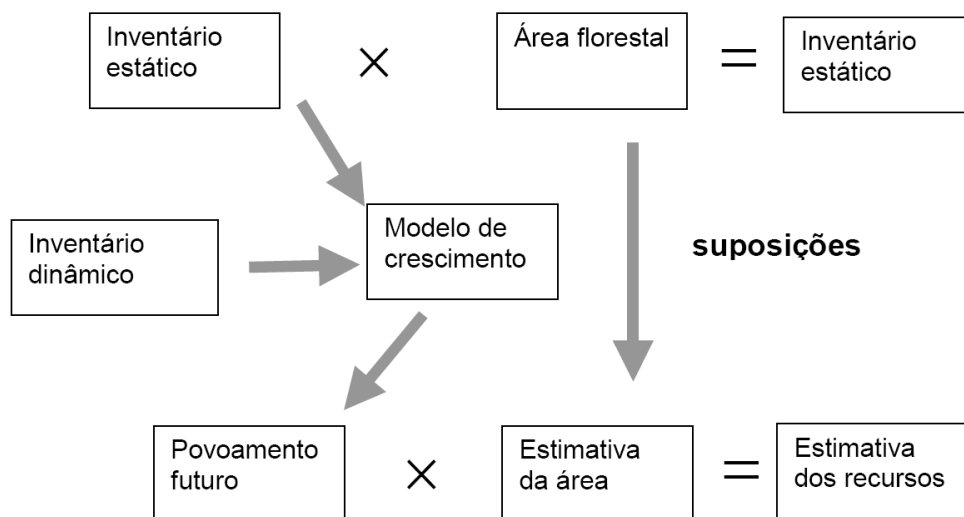 Inventário
estático
×
Área florestal
=
Inventário
estático
Inventário
dinâmico
Modelo de
crescimento
suposições
Povoamento
futuro
×
Estimativa
da área
=
Estimativa
dos recursos